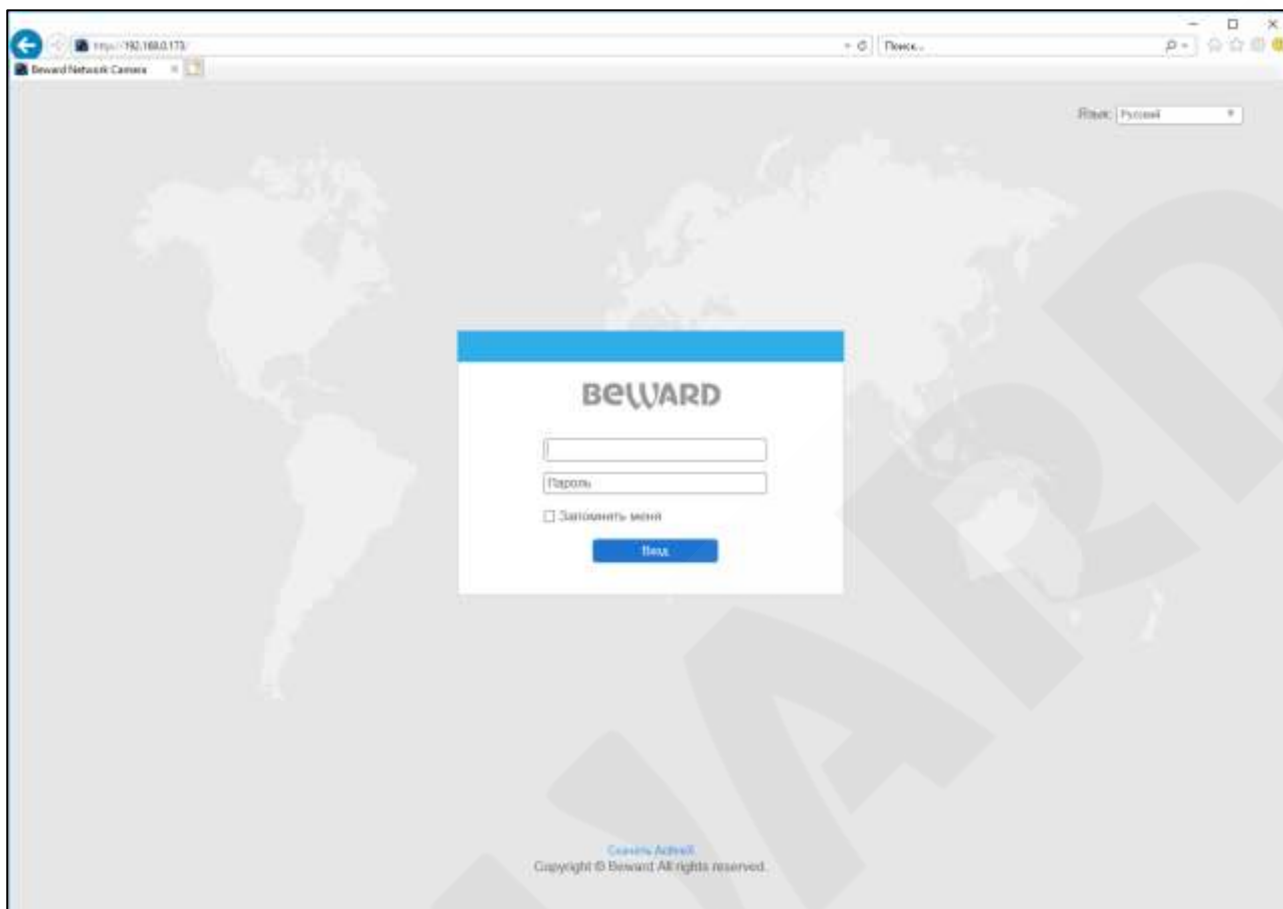 http://192.168.0.173/
Поиск...
Beward Network Camera
Язык: Русский
BEWARD
Пароль
Запомнить меня
Вход
Скачать ActiveX
Copyright © Beward All rights reserved.